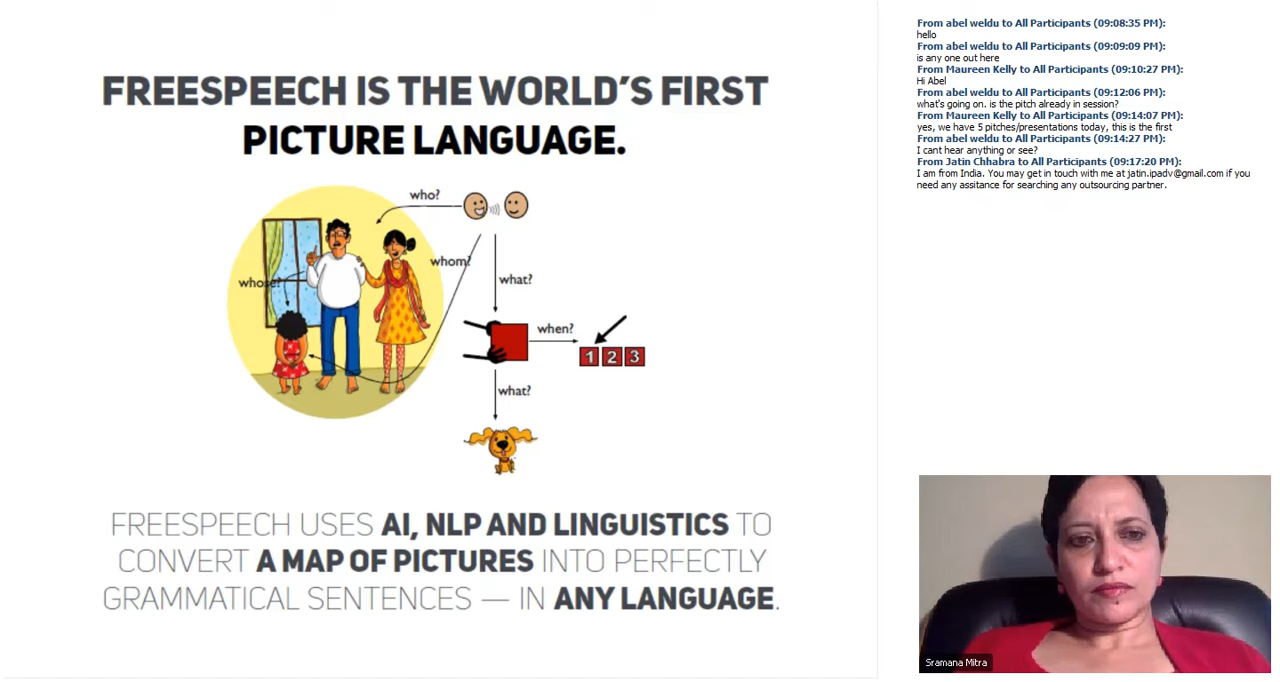 FREESPEECH IS THE WORLD'S FIRST
PICTURE LANGUAGE.
who?
whom?
whose?
what?
when?
1 2 3
what?
FREESPEECH USES AI, NLP AND LINGUISTICS TO
CONVERT A MAP OF PICTURES INTO PERFECTLY
GRAMMATICAL SENTENCES — IN ANY LANGUAGE.
From abel weldu to All Participants (09:08:35 PM):
hello
From abel weldu to All Participants (09:09:09 PM):
is any one out here
From Maureen Kelly to All Participants (09:10:27 PM):
Hi Abel
From abel weldu to All Participants (09:12:06 PM):
what's going on. is the pitch already in session?
From Maureen Kelly to All Participants (09:14:07 PM):
yes, we have 5 pitches/presentations today, this is the first
From abel weldu to All Participants (09:14:27 PM):
I cant hear anything or see?
From Jatin Chhabra to All Participants (09:17:20 PM):
I am from India. You may get in touch with me at jatin.ipadv@gmail.com if you
need any assitance for searching any outsourcing partner.
Sramana Mitra